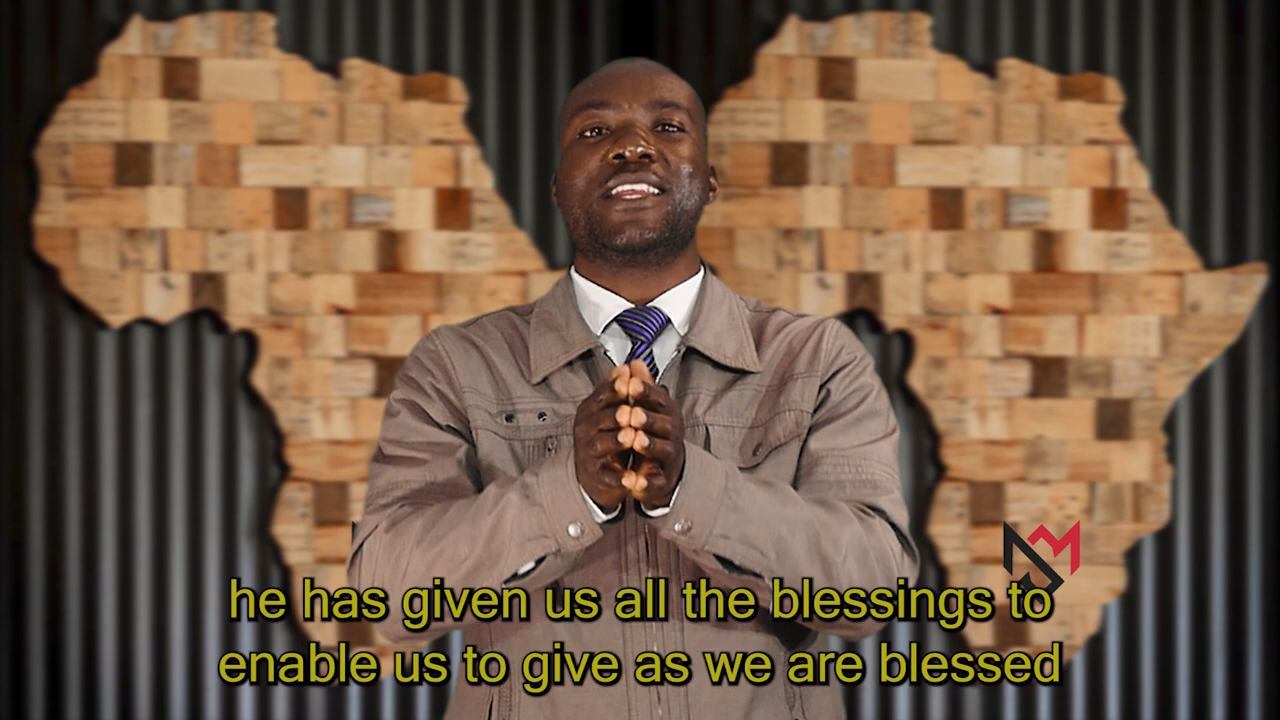 he has given us all the blessings to
enable us to give as we are blessed